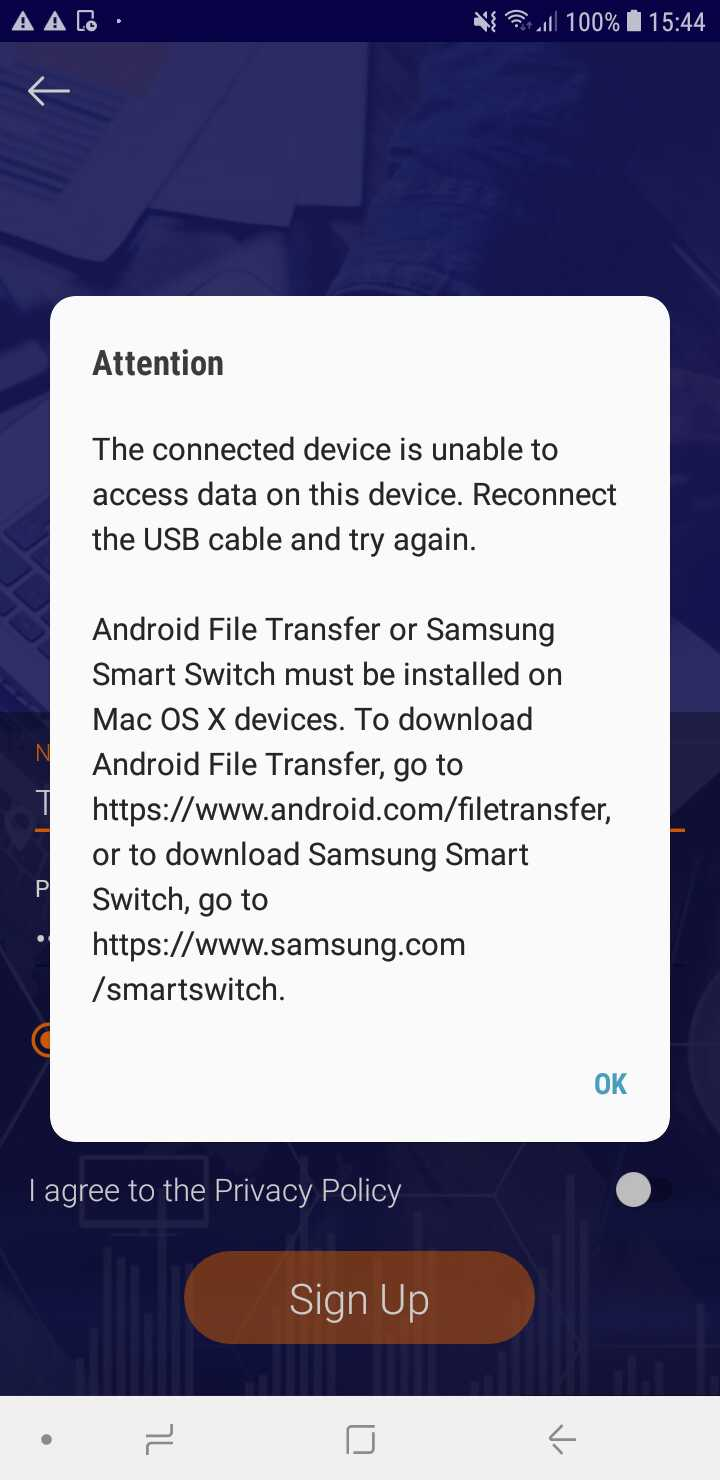 100% 15:44
Attention
The connected device is unable to
access data on this device. Reconnect
the USB cable and try again.
Android File Transfer or Samsung
Smart Switch must be installed on
Mac OS X devices. To download
Android File Transfer, go to
https://www.android.com/filetransfer,
or to download Samsung Smart
Switch, go to
https://www.samsung.com
/smartswitch.
OK
I agree to the Privacy Policy
Sign Up